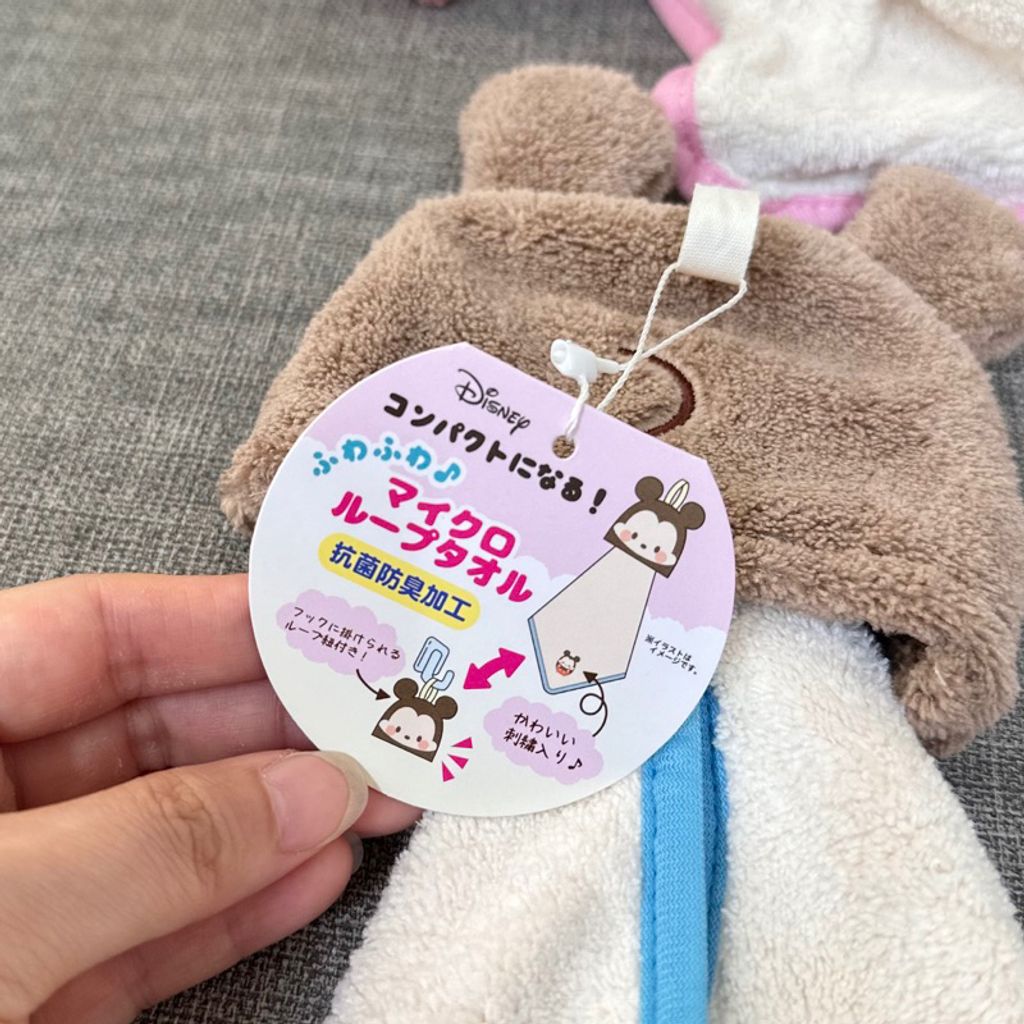 Disney
コンパクトになる!
ふわふわ♪
マイクロ
ループタオル
抗菌防臭加工
フックに掛けられる
ループ紐付き!
※イラストは
イメージです。
かわいい
刺繍入り♪